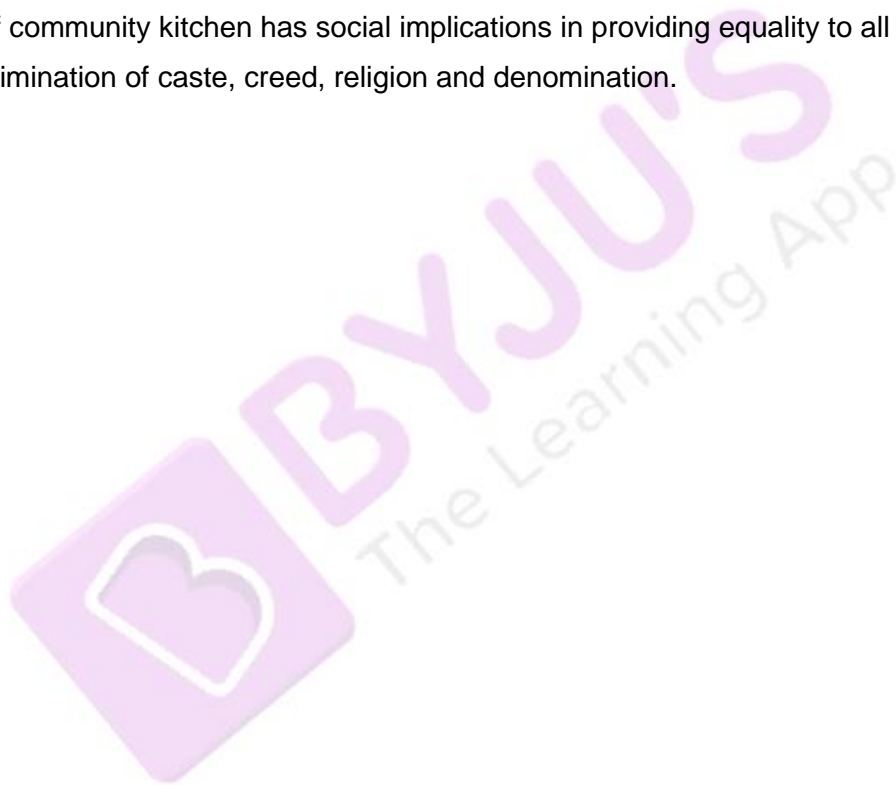 community kitchen has social implications in providing equality to all
imination of caste, creed, religion and denomination.
BYJU'S
The Learning App